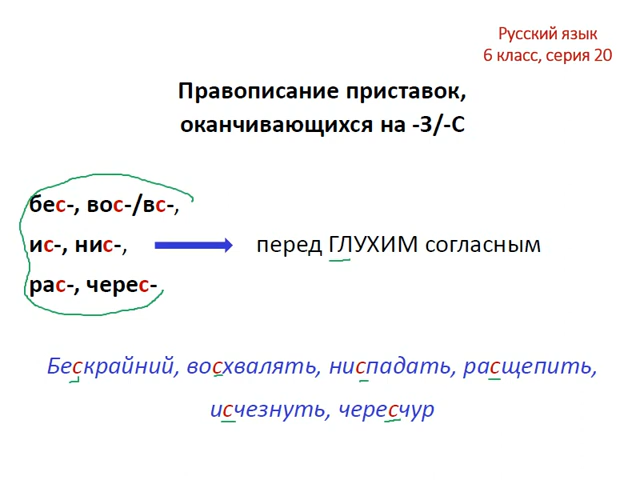 Русский язык
6 класс, серия 20
Правописание приставок,
оканчивающихся на -З/-С
бес-, вос-/вс-,
ис-, нис-, перед ГЛУХИМ согласным
рас-, черес-
Бескрайний, восхвалять, ниспадать, расщепить,
исчезнуть, чересчур